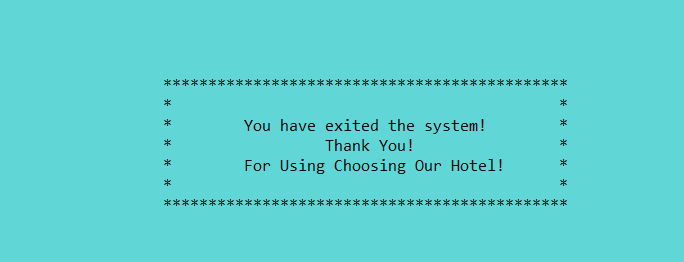 *********************************************
*                                           *
*        You have exited the system!        *
*                 Thank You!                *
*        For Using Choosing Our Hotel!      *
*                                           *
*********************************************